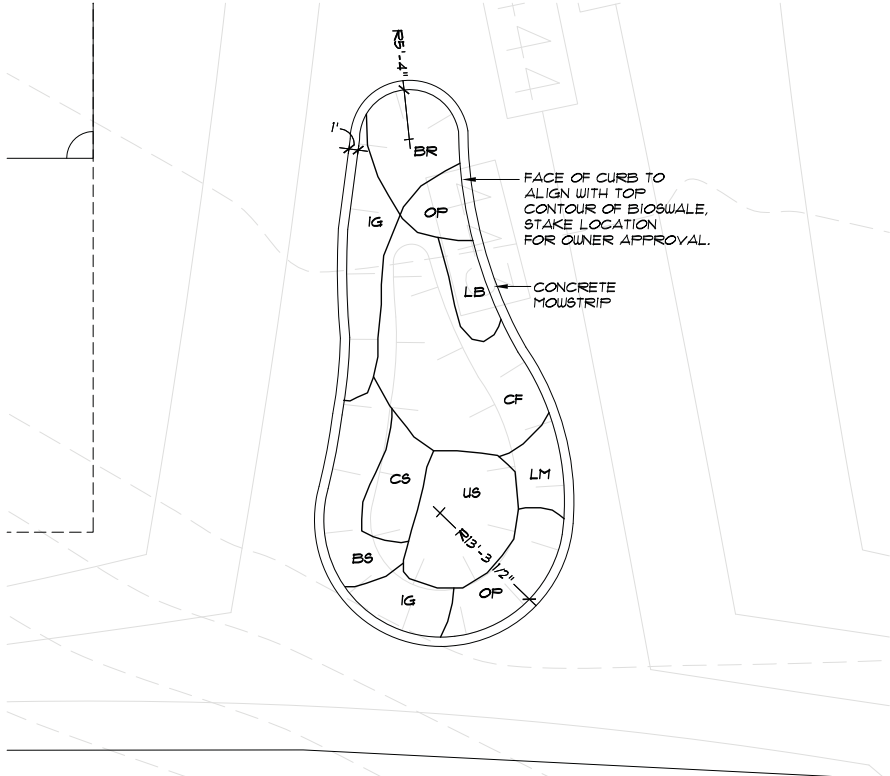 R5'-4"
1'
BR
FACE OF CURB TO
ALIGN WITH TOP
CONTOUR OF BIOSWALE,
STAKE LOCATION
FOR OWNER APPROVAL.
IG
OP
LB
CONCRETE
MOWSTRIP
CF
CS
US
LM
R13'-3 1/2"
BS
IG
OP